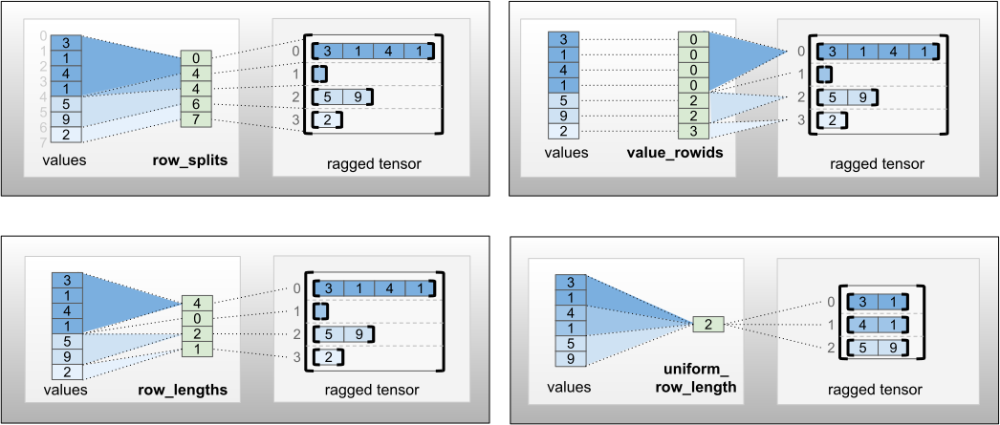 0
1
2
3
4
5
6
7
3
1
4
1
5
9
2
values
0
4
4
6
7
row_splits
0 3 1 4 1
1
2 5 9
3 2
ragged tensor
3
1
4
1
5
9
2
values
0
0
0
0
2
2
3
value_rowids
0 3 1 4 1
1
2 5 9
3 2
ragged tensor
3
1
4
1
5
9
2
values
4
0
2
1
row_lengths
0 3 1 4 1
1
2 5 9
3 2
ragged tensor
3
1
4
1
5
9
values
2
uniform_
row_length
0 3 1
1 4 1
2 5 9
ragged tensor